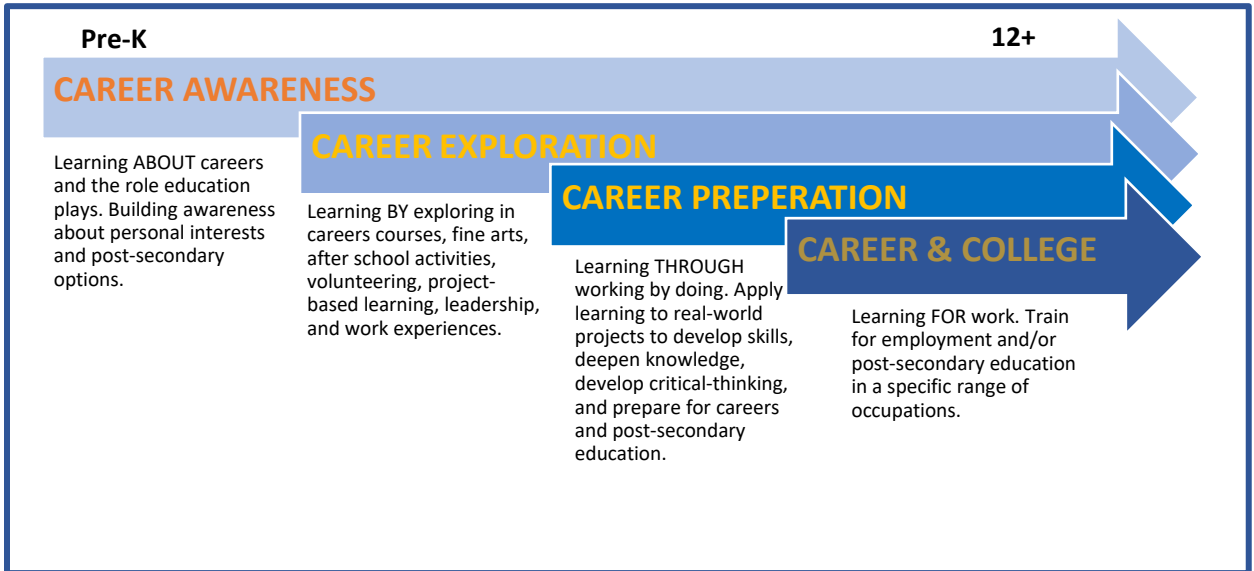 Pre-K
12+
CAREER AWARENESS
Learning ABOUT careers
and the role education
plays. Building awareness
about personal interests
and post-secondary
options.
CAREER EXPLORATION
Learning BY exploring in
careers courses, fine arts,
after school activities,
volunteering, project-
based learning, leadership,
and work experiences.
CAREER PREPERATION
Learning THROUGH
working by doing. Apply
learning to real-world
projects to develop skills,
deepen knowledge,
develop critical-thinking,
and prepare for careers
and post-secondary
education.
CAREER & COLLEGE
Learning FOR work. Train
for employment and/or
post-secondary education
in a specific range of
occupations.